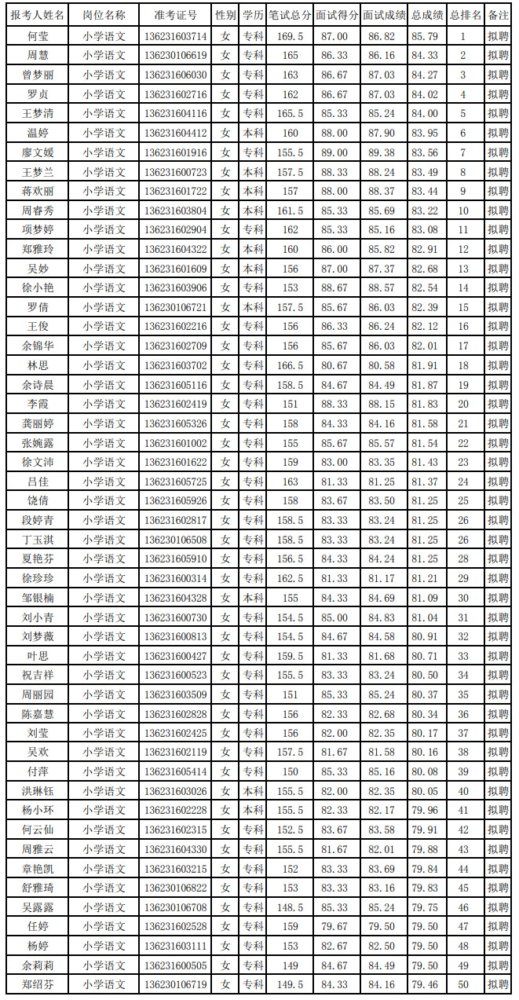 报考人姓名 岗位名称 准考证号 性别 学历 笔试总分 面试得分 面试成绩 总成绩 总排名 备注
何莹 小学语文 136231603714 女 专科 169.5 87.00 86.82 85.79 1 拟聘
周慧 小学语文 136230106619 女 专科 165 86.33 86.16 84.33 2 拟聘
曾梦丽 小学语文 136231606030 女 专科 163 86.67 87.03 84.27 3 拟聘
罗贞 小学语文 136231602716 女 专科 162 86.67 87.03 84.02 4 拟聘
王梦清 小学语文 136231604116 女 专科 165.5 85.33 85.24 84.00 5 拟聘
温婷 小学语文 136231604412 女 本科 160 88.00 87.90 83.95 6 拟聘
廖文媛 小学语文 136231601916 女 专科 155.5 89.00 89.38 83.56 7 拟聘
王梦兰 小学语文 136231600723 女 本科 157.5 88.33 88.24 83.49 8 拟聘
蒋欢丽 小学语文 136231601722 女 本科 157 88.00 88.37 83.44 9 拟聘
周睿秀 小学语文 136231603804 女 本科 161.5 85.33 85.69 83.22 10 拟聘
项梦婷 小学语文 136231602904 女 专科 162 85.33 85.16 83.08 11 拟聘
郑雅玲 小学语文 136231604322 女 本科 160 86.00 85.82 82.91 12 拟聘
吴妙 小学语文 136231601609 女 本科 156 87.00 87.37 82.68 13 拟聘
徐小艳 小学语文 136231603906 女 专科 153 88.67 88.57 82.54 14 拟聘
罗倩 小学语文 136230106721 女 本科 157.5 85.67 86.03 82.39 15 拟聘
王俊 小学语文 136231602216 女 专科 156 86.33 86.24 82.12 16 拟聘
余锦华 小学语文 136231602709 女 专科 156 85.67 86.03 82.01 17 拟聘
林思 小学语文 136231603702 女 专科 166.5 80.67 80.58 81.91 18 拟聘
余诗晨 小学语文 136231605116 女 专科 158.5 84.67 84.49 81.87 19 拟聘
李霞 小学语文 136231602419 女 专科 151 88.33 88.15 81.83 20 拟聘
龚丽婷 小学语文 136231605326 女 专科 158 84.33 84.16 81.58 21 拟聘
张婉露 小学语文 136231601002 女 专科 155 85.67 85.57 81.54 22 拟聘
徐文沛 小学语文 136231601622 女 专科 159 83.00 83.35 81.43 23 拟聘
吕佳 小学语文 136231605725 女 专科 163 81.33 81.25 81.37 24 拟聘
饶倩 小学语文 136231605926 女 专科 158 83.67 83.50 81.25 25 拟聘
段婷青 小学语文 136231602817 女 专科 158.5 83.33 83.24 81.25 26 拟聘
丁玉淇 小学语文 136230106508 女 专科 158.5 83.33 83.24 81.25 26 拟聘
夏艳芬 小学语文 136231605910 女 专科 156.5 84.33 84.24 81.25 28 拟聘
徐珍珍 小学语文 136231600314 女 专科 162.5 81.33 81.17 81.21 29 拟聘
邹银楠 小学语文 136231604328 女 本科 155 84.33 84.69 81.09 30 拟聘
刘小青 小学语文 136231600730 女 专科 154.5 85.00 84.83 81.04 31 拟聘
刘梦薇 小学语文 136231600813 女 专科 154.5 84.67 84.58 80.91 32 拟聘
叶思 小学语文 136231600427 女 专科 159.5 81.33 81.68 80.71 33 拟聘
祝吉祥 小学语文 136231600523 女 专科 155.5 83.33 83.24 80.50 34 拟聘
周丽园 小学语文 136231603509 女 专科 151 85.33 85.24 80.37 35 拟聘
陈嘉慧 小学语文 136231602828 女 专科 156 82.33 82.68 80.34 36 拟聘
刘莹 小学语文 136231602425 女 专科 156 82.00 82.35 80.17 37 拟聘
吴欢 小学语文 136231602119 女 专科 157.5 81.67 81.58 80.16 38 拟聘
付萍 小学语文 136231605414 女 专科 150 85.33 85.16 80.08 39 拟聘
洪琳钰 小学语文 136231603026 女 本科 155.5 82.00 82.35 80.05 40 拟聘
杨小环 小学语文 136231602228 女 本科 155.5 82.33 82.17 79.96 41 拟聘
何云仙 小学语文 136231602315 女 专科 152.5 83.67 83.58 79.91 42 拟聘
周雅云 小学语文 136231604330 女 专科 155.5 81.67 82.01 79.88 43 拟聘
章艳凯 小学语文 136231603215 女 专科 152 83.33 83.69 79.84 44 拟聘
舒雅琦 小学语文 136230106822 女 专科 153 83.33 83.16 79.83 45 拟聘
吴露露 小学语文 136230106708 女 专科 148.5 85.33 85.24 79.75 46 拟聘
任婷 小学语文 136231602528 女 专科 159 79.67 79.50 79.50 47 拟聘
杨婷 小学语文 136231603111 女 专科 153 82.67 82.50 79.50 48 拟聘
余莉莉 小学语文 136231600505 女 专科 149 84.67 84.49 79.50 49 拟聘
郑绍芬 小学语文 136230106719 女 专科 149.5 84.33 84.16 79.46 50 拟聘